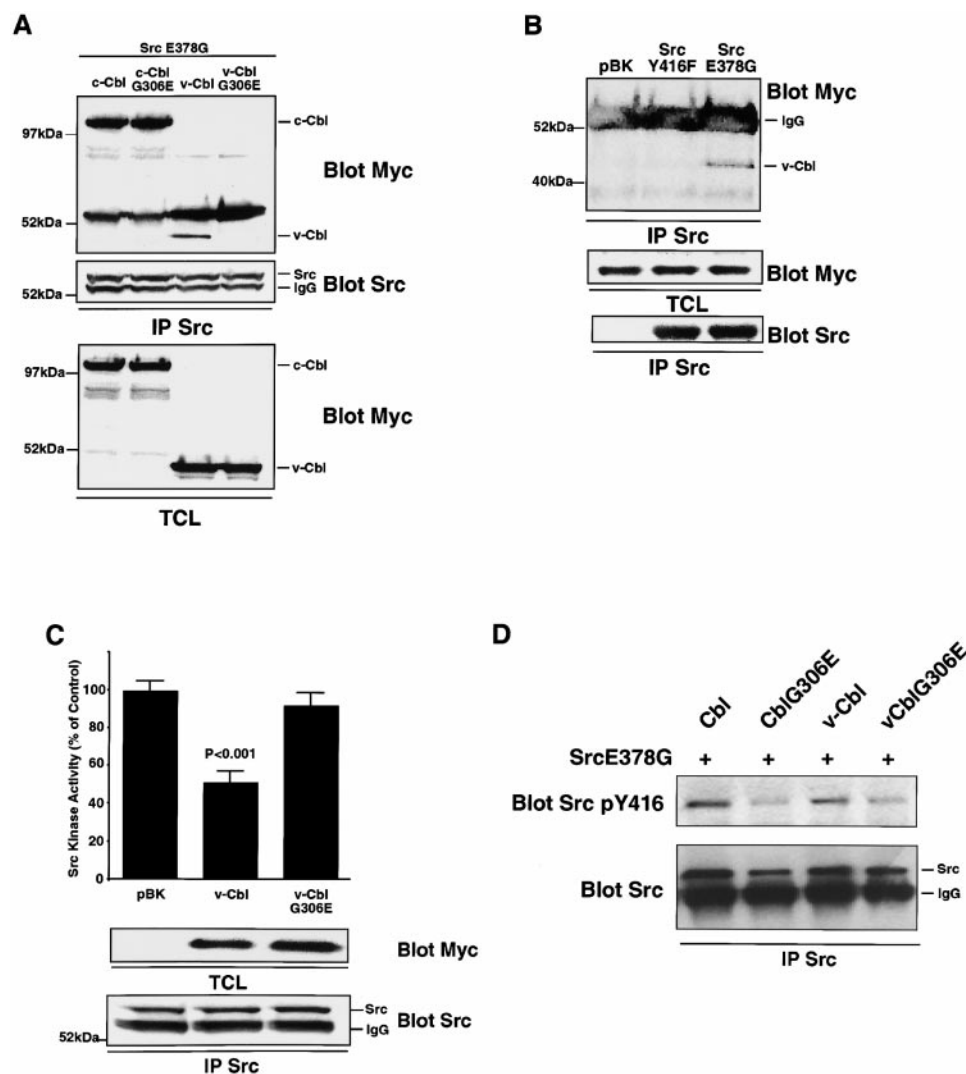 A
Src E378G
c-Cbl
c-Cbl G306E
v-Cbl
v-Cbl G306E
97kDa
c-Cbl
Blot Myc
52kDa
v-Cbl
Src
IgG
Blot Src
52kDa
IP Src
c-Cbl
97kDa
Blot Myc
52kDa
v-Cbl
TCL
B
pBK
Src Y416F
Src E378G
Blot Myc
IgG
52kDa
v-Cbl
40kDa
IP Src
Blot Myc
TCL
Blot Src
IP Src
C
Src Kinase Activity (% of Control)
100
80
60
40
20
0
P<0.001
pBK
v-Cbl
v-Cbl G306E
Blot Myc
TCL
Src
IgG
Blot Src
52kDa
IP Src
D
Cbl
CblG306E
v-Cbl
vCblG306E
SrcE378G + + + +
Blot Src pY416
Blot Src
Src
IgG
IP Src